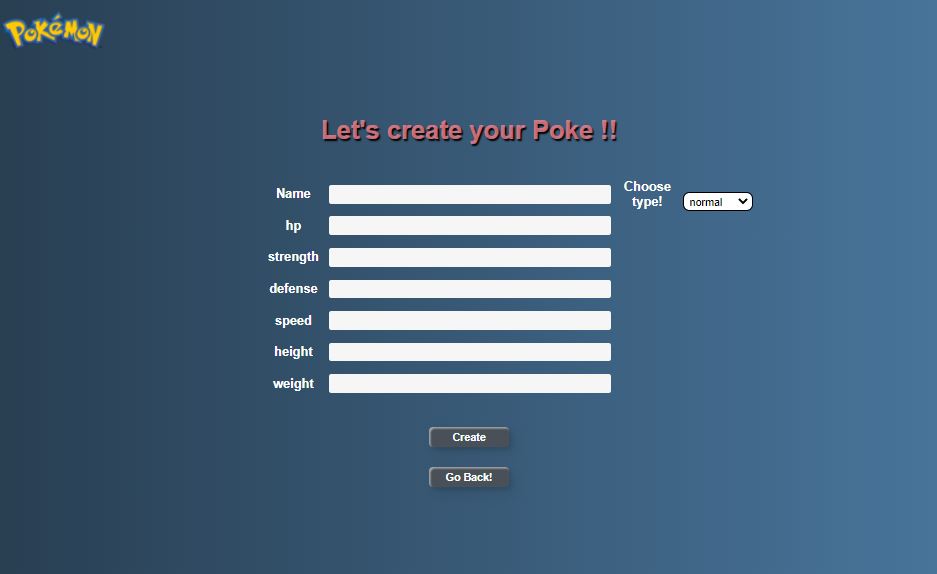 POKéMON
Let's create your Poke !!
Name
Choose
type!
normal
hp
strength
defense
speed
height
weight
Create
Go Back!